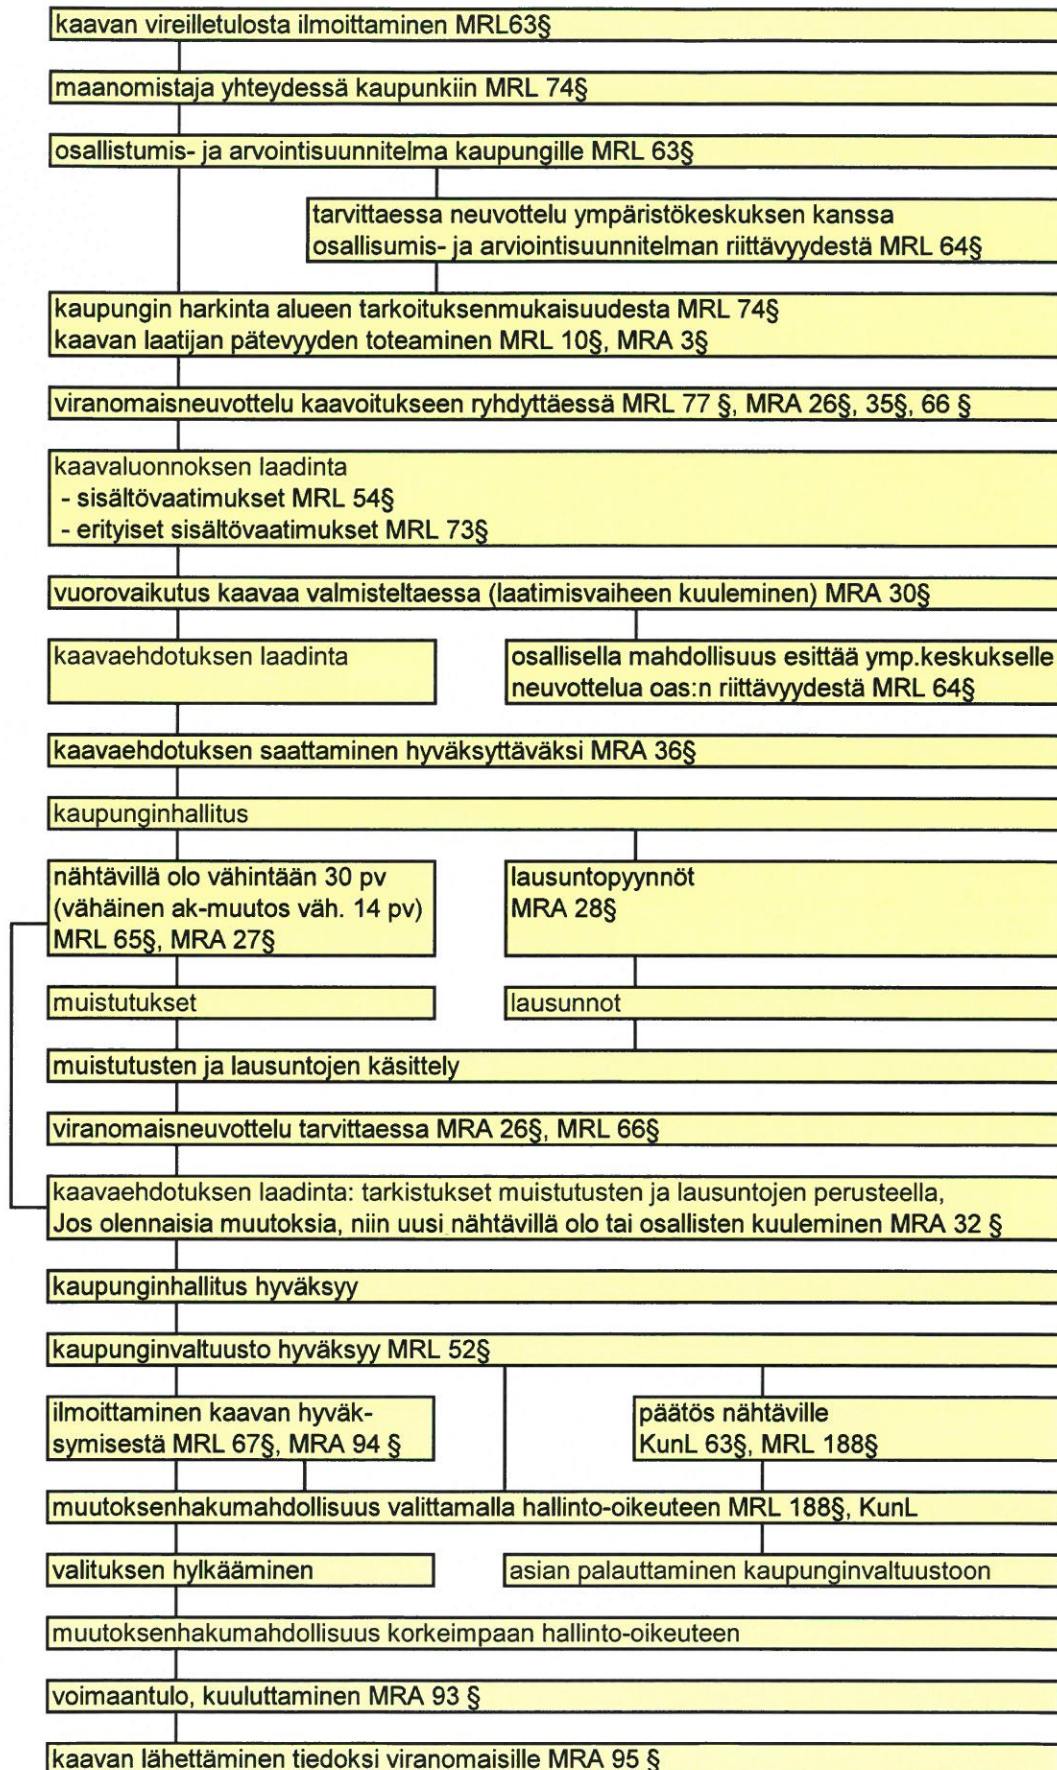 kaavan vireilletulosta ilmoittaminen MRL63§
maanomistaja yhteydessä kaupunkiin MRL 74§
osallistumis- ja arvointisuunnitelma kaupungille MRL 63§
tarvittaessa neuvottelu ympäristökeskuksen kanssa
osallisumis- ja arviointisuunnitelman riittävyydestä MRL 64§
kaupungin harkinta alueen tarkoituksenmukaisuudesta MRL 74§
kaavan laatijan pätevyyden toteaminen MRL 10§, MRA 3§
viranomaisneuvottelu kaavoitukseen ryhdyttäessä MRL 77 §, MRA 26§, 35§, 66 §
kaavaluonnoksen laadinta
- sisältövaatimukset MRL 54§
- erityiset sisältövaatimukset MRL 73§
vuorovaikutus kaavaa valmisteltaessa (laatimisvaiheen kuuleminen) MRA 30§
kaavaehdotuksen laadinta
osallisella mahdollisuus esittää ymp.keskukselle
neuvottelua oas:n riittävyydestä MRL 64§
kaavaehdotuksen saattaminen hyväksyttäväksi MRA 36§
kaupunginhallitus
nähtävillä olo vähintään 30 pv
(vähäinen ak-muutos väh. 14 pv)
MRL 65§, MRA 27§
lausuntopyynnöt
MRA 28§
muistutukset
lausunnot
muistutusten ja lausuntojen käsittely
viranomaisneuvottelu tarvittaessa MRA 26§, MRL 66§
kaavaehdotuksen laadinta: tarkistukset muistutusten ja lausuntojen perusteella,
Jos olennaisia muutoksia, niin uusi nähtävillä olo tai osallisten kuuleminen MRA 32 §
kaupunginhallitus hyväksyy
kaupunginvaltuusto hyväksyy MRL 52§
ilmoittaminen kaavan hyväk-
symisestä MRL 67§, MRA 94 §
päätös nähtäville
KunL 63§, MRL 188§
muutoksenhakumahdollisuus valittamalla hallinto-oikeuteen MRL 188§, KunL
valituksen hylkääminen
asian palauttaminen kaupunginvaltuustoon
muutoksenhakumahdollisuus korkeimpaan hallinto-oikeuteen
voimaantulo, kuuluttaminen MRA 93 §
kaavan lähettäminen tiedoksi viranomaisille MRA 95 §